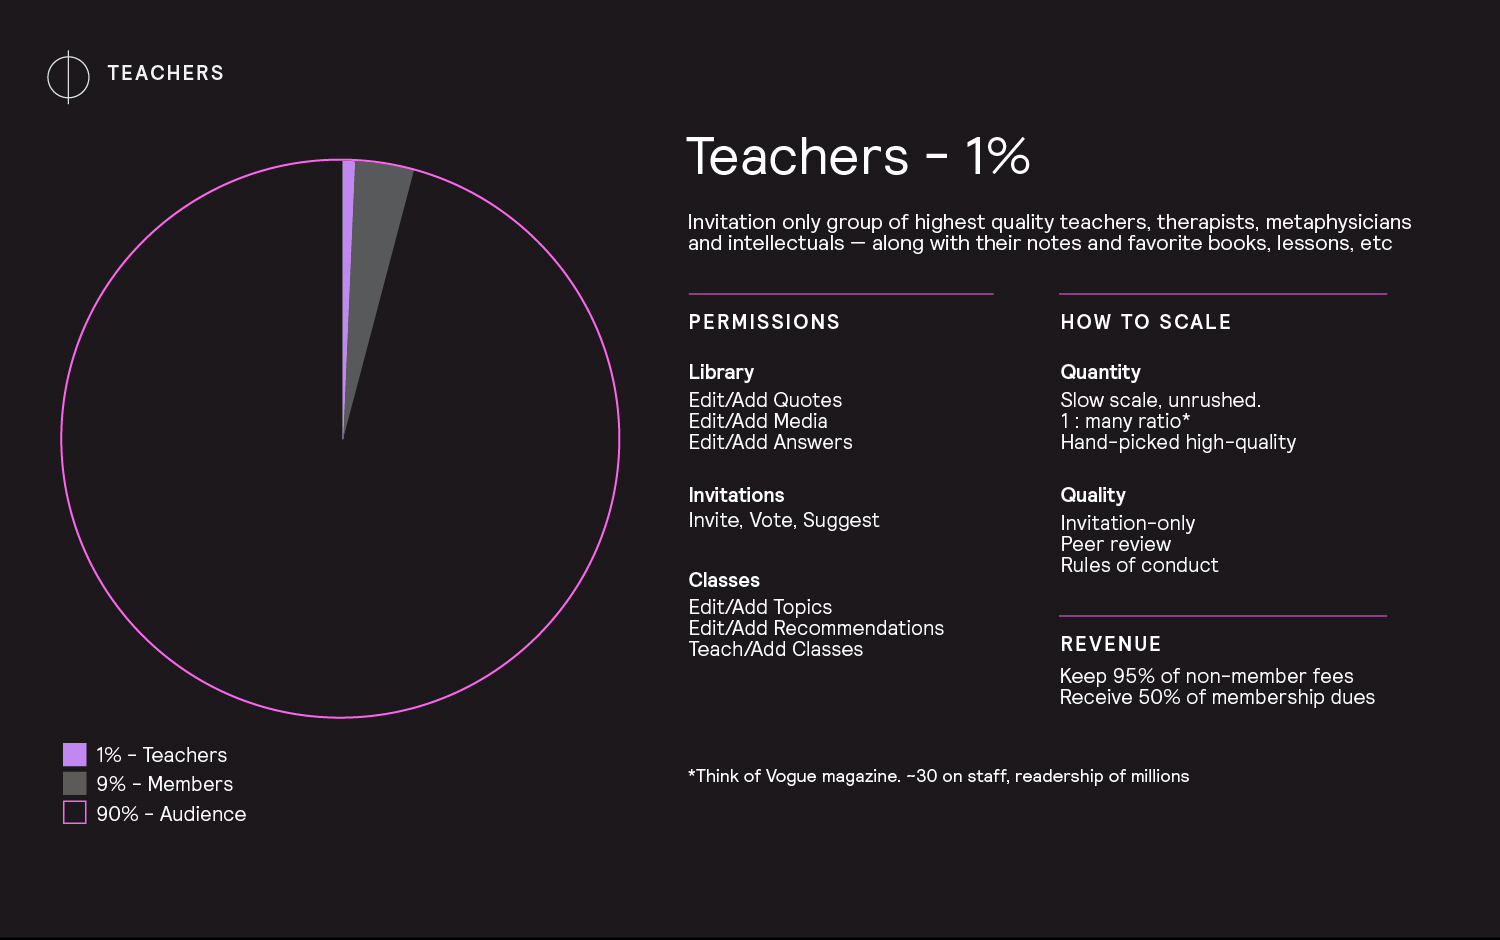 TEACHERS
Teachers - 1%
Invitation only group of highest quality teachers, therapists, metaphysicians
and intellectuals — along with their notes and favorite books, lessons, etc
PERMISSIONS
Library
Edit/Add Quotes
Edit/Add Media
Edit/Add Answers
Invitations
Invite, Vote, Suggest
Classes
Edit/Add Topics
Edit/Add Recommendations
Teach/Add Classes
HOW TO SCALE
Quantity
Slow scale, unrushed.
1 : many ratio*
Hand-picked high-quality
Quality
Invitation-only
Peer review
Rules of conduct
REVENUE
Keep 95% of non-member fees
Receive 50% of membership dues
1% - Teachers
9% - Members
90% - Audience
*Think of Vogue magazine. ~30 on staff, readership of millions